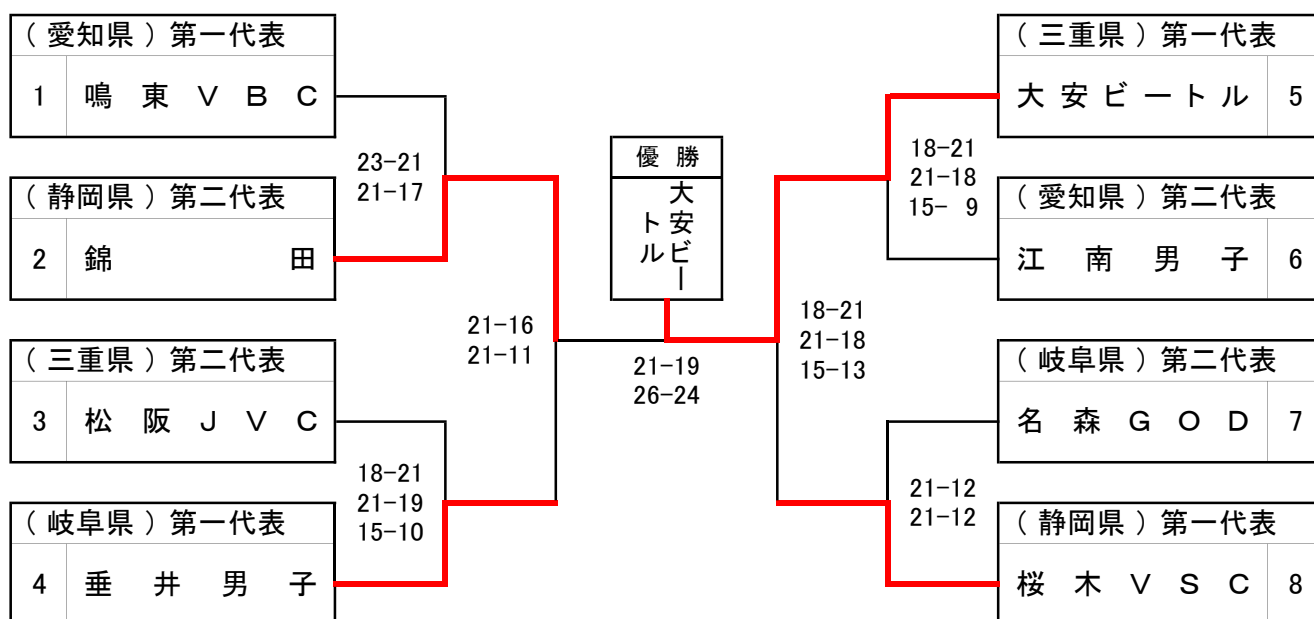 （ 愛知県 ）第一代表
1 鳴東ＶＢＣ
（ 静岡県 ）第二代表
2 錦田
（ 三重県 ）第二代表
3 松阪ＪＶＣ
（ 岐阜県 ）第一代表
4 垂井男子
23-21
21-17
18-21
21-19
15-10
21-16
21-11
優勝
大安ビー
トル
21-19
26-24
18-21
21-18
15-13
18-21
21-18
15- 9
21-12
21-12
（ 三重県 ）第一代表
大安ビートル 5
（ 愛知県 ）第二代表
江南男子 6
（ 岐阜県 ）第二代表
名森ＧＯＤ 7
（ 静岡県 ）第一代表
桜木ＶＳＣ 8